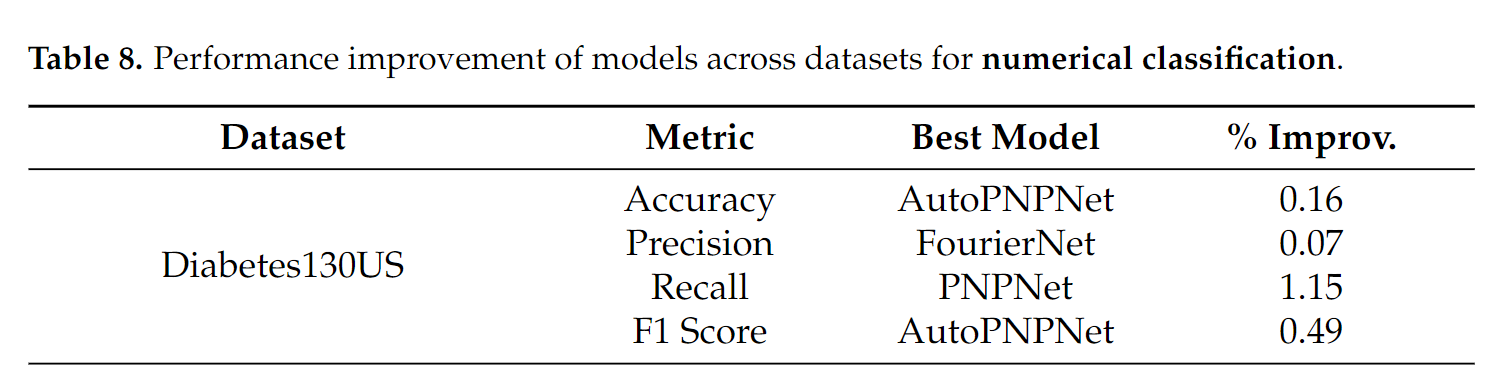 Table 8. Performance improvement of models across datasets for numerical classification.
Dataset Metric Best Model % Improv.
Accuracy AutoPNPNet 0.16
Precision FourierNet 0.07
Diabetes130US
Recall PNPNet 1.15
F1 Score AutoPNPNet 0.49